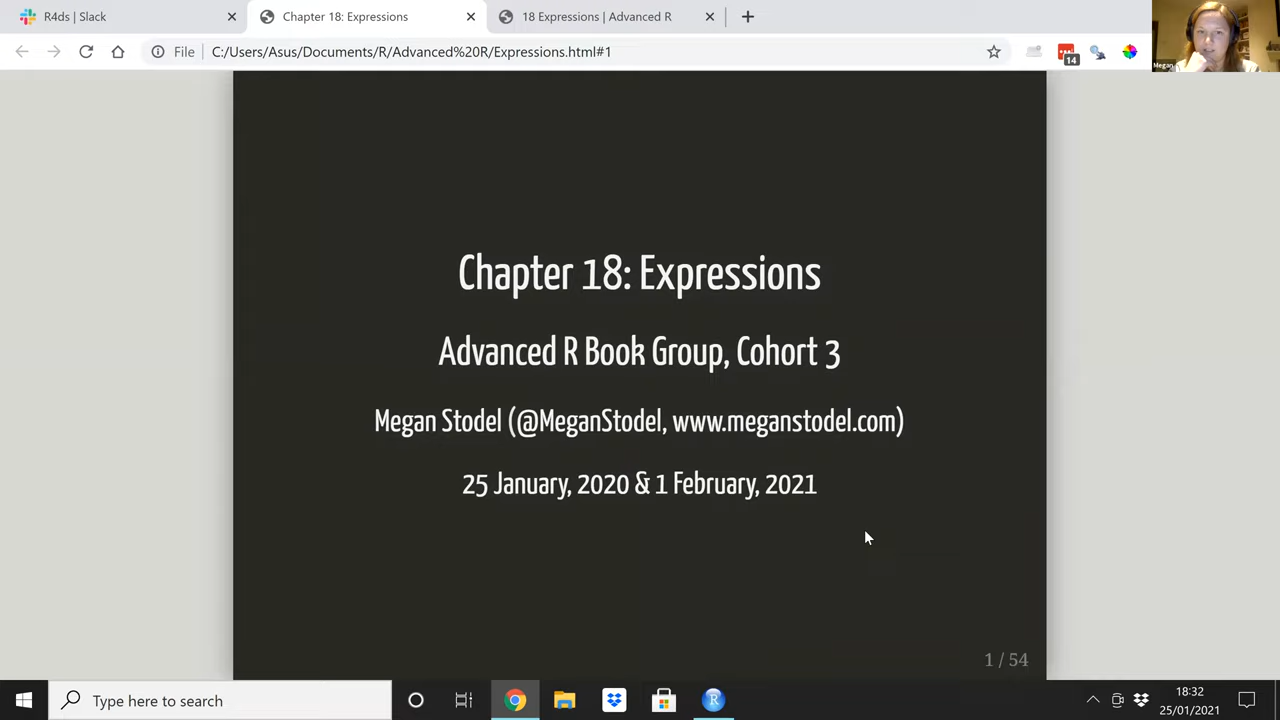 R4ds | Slack
Chapter 18: Expressions
18 Expressions | Advanced R
File
C:/Users/Asus/Documents/R/Advanced%20R/Expressions.html#1
14
Megan
Chapter 18: Expressions
Advanced R Book Group, Cohort 3
Megan Stodel (@MeganStodel, www.meganstodel.com)
25 January, 2020 & 1 February, 2021
1 / 54
Type here to search
R
18:32
25/01/2021